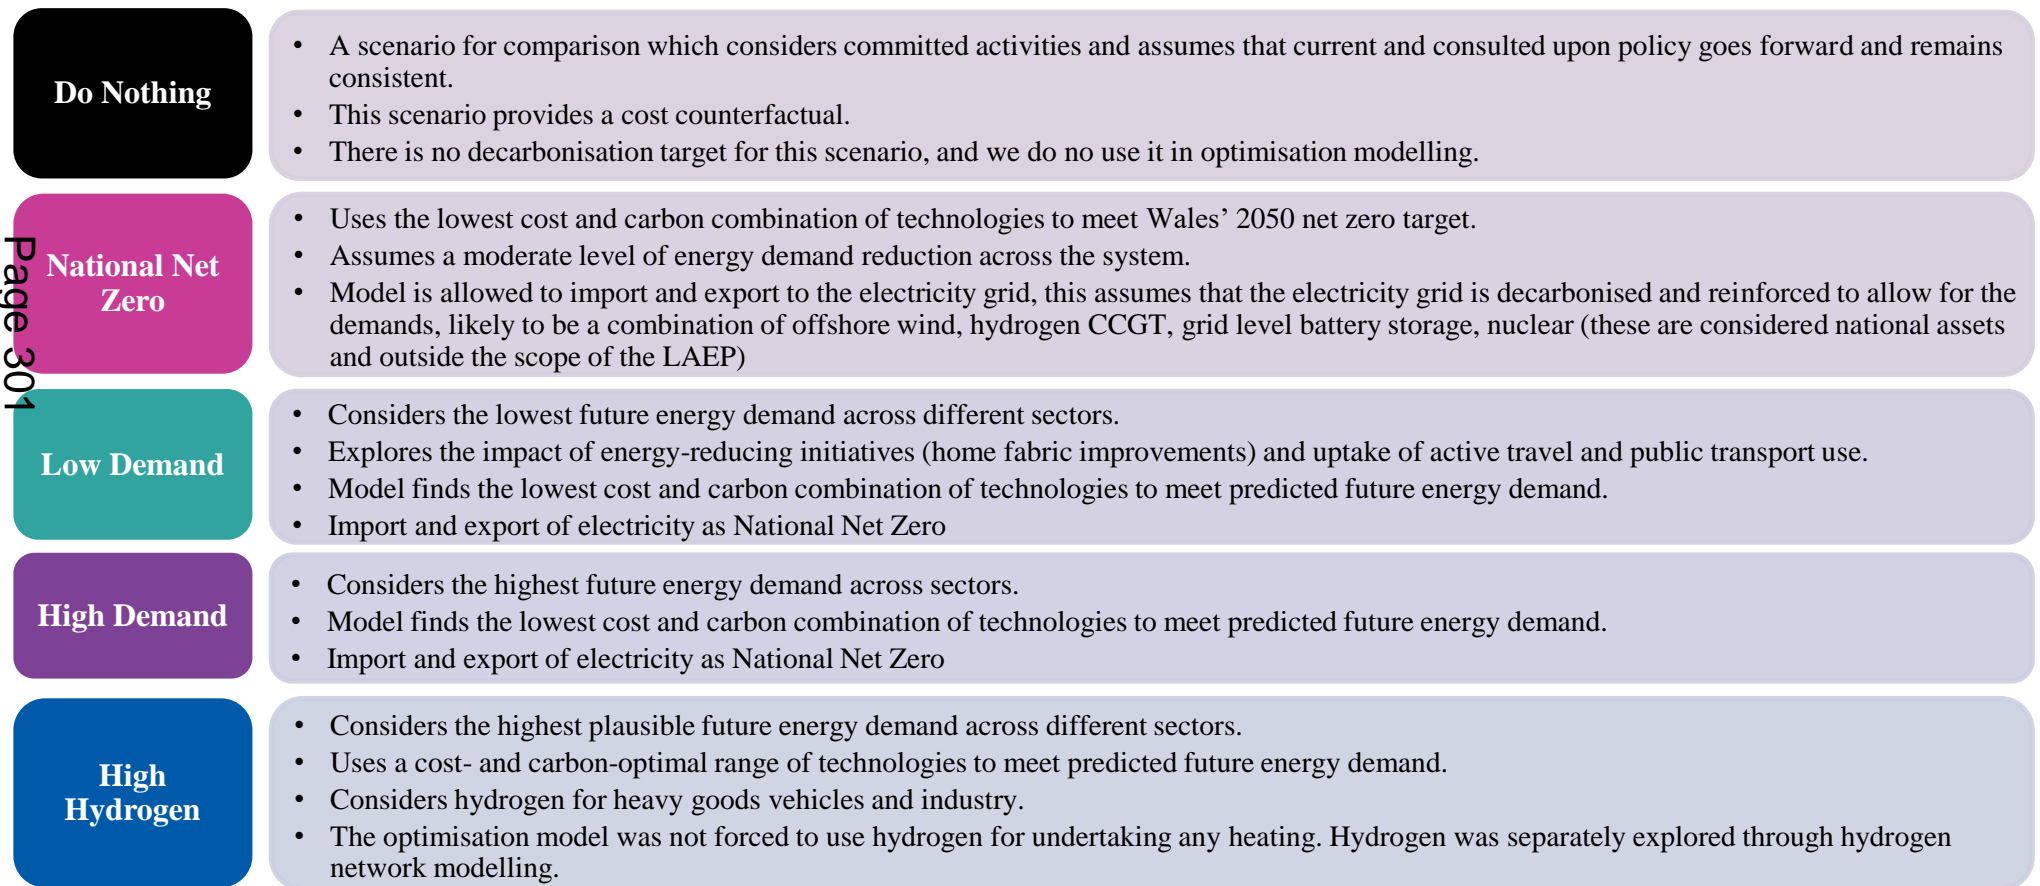 Do Nothing
• A scenario for comparison which considers committed activities and assumes that current and consulted upon policy goes forward and remains
consistent.
• This scenario provides a cost counterfactual.
• There is no decarbonisation target for this scenario, and we do no use it in optimisation modelling.
National Net
Zero
• Uses the lowest cost and carbon combination of technologies to meet Wales’ 2050 net zero target.
• Assumes a moderate level of energy demand reduction across the system.
• Model is allowed to import and export to the electricity grid, this assumes that the electricity grid is decarbonised and reinforced to allow for the
demands, likely to be a combination of offshore wind, hydrogen CCGT, grid level battery storage, nuclear (these are considered national assets
and outside the scope of the LAEP)
Page 301
Low Demand
• Considers the lowest future energy demand across different sectors.
• Explores the impact of energy-reducing initiatives (home fabric improvements) and uptake of active travel and public transport use.
• Model finds the lowest cost and carbon combination of technologies to meet predicted future energy demand.
• Import and export of electricity as National Net Zero
High Demand
• Considers the highest future energy demand across sectors.
• Model finds the lowest cost and carbon combination of technologies to meet predicted future energy demand.
• Import and export of electricity as National Net Zero
High
Hydrogen
• Considers the highest plausible future energy demand across different sectors.
• Uses a cost- and carbon-optimal range of technologies to meet predicted future energy demand.
• Considers hydrogen for heavy goods vehicles and industry.
• The optimisation model was not forced to use hydrogen for undertaking any heating. Hydrogen was separately explored through hydrogen
network modelling.